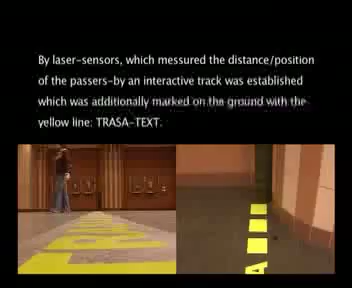 By laser-sensors, which messured the distance/position
of the passers-by an interactive track was established
which was additionally marked on the ground with the
yellow line: TRASA-TEXT.